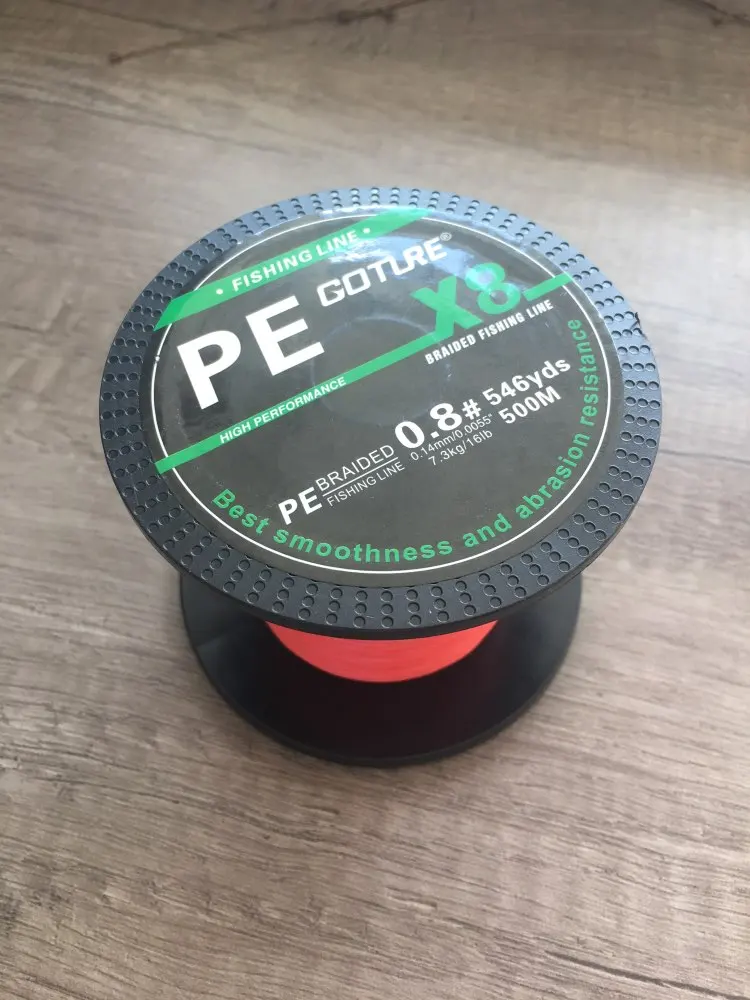 • FISHING LINE •
PE GOTURE®
X8
BRAIDED FISHING LINE
HIGH PERFORMANCE
PE BRAIDED
FISHING LINE
0.8# 546yds
500M
0.14mm/0.0055"
7.3kg/16lb
Best smoothness and abrasion resistance